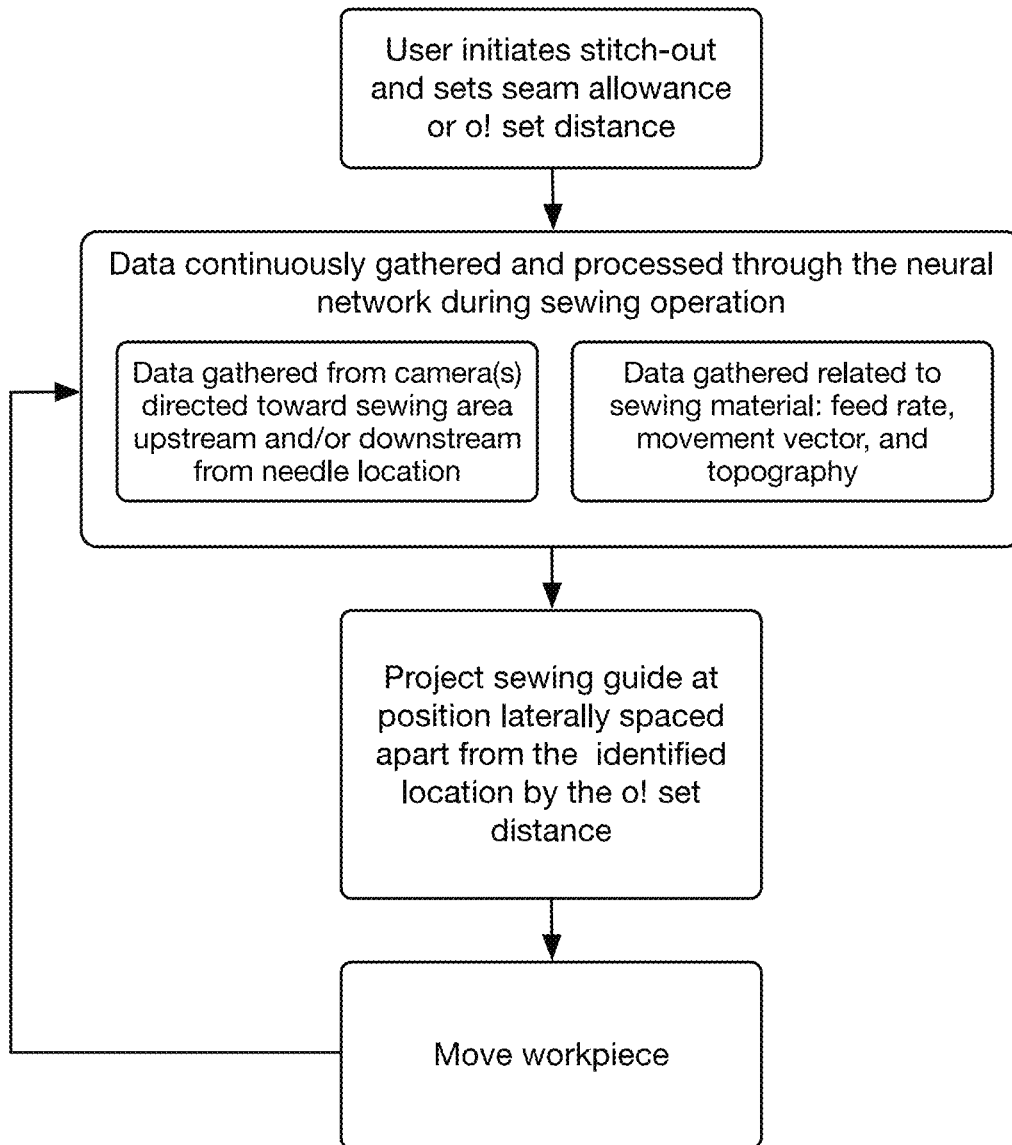 User initiates stitch-out
and sets seam allowance
or o! set distance
Data continuously gathered and processed through the neural
network during sewing operation
Data gathered from camera(s)
directed toward sewing area
upstream and/or downstream
from needle location
Data gathered related to
sewing material: feed rate,
movement vector, and
topography
Project sewing guide at
position laterally spaced
apart from the identified
location by the o! set
distance
Move workpiece